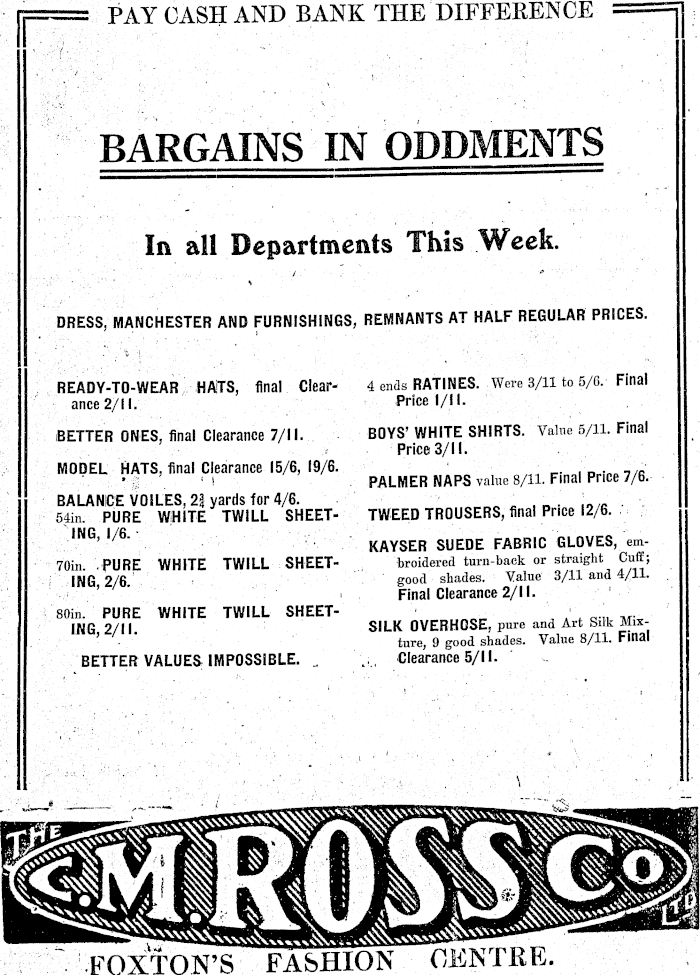 PAY CASH AND BANK THE DIFFERENCE
BARGAINS IN ODDMENTS
In all Departments This Week.
DRESS, MANCHESTER AND FURNISHINGS, REMNANTS AT HALF REGULAR PRICES.
READY-TO-WEAR HATS, final Clear-
ance 2/11.
BETTER ONES, final Clearance 7/11.
MODEL HATS, final Clearance 15/6, 19/6.
BALANCE VOILES, 2¾ yards for 4/6.
54in. PURE WHITE TWILL SHEET-
ING, 1/6.
70in. PURE WHITE TWILL SHEET-
ING, 2/6.
80in. PURE WHITE TWILL SHEET-
ING, 2/11.
BETTER VALUES IMPOSSIBLE.
4 ends RATINES. Were 3/11 to 5/6. Final
Price 1/11.
BOYS' WHITE SHIRTS. Value 5/11. Final
Price 3/11.
PALMER NAPS value 8/11. Final Price 7/6.
TWEED TROUSERS, final Price 12/6.
KAYSER SUEDE FABRIC GLOVES, em-
broidered turn-back or straight Cuff;
good shades. Value 3/11 and 4/11.
Final Clearance 2/11.
SILK OVERHOSE, pure and Art Silk Mix-
ture, 9 good shades. Value 8/11. Final
Clearance 5/11.
THE
C.M. ROSS Co
LTD
FOXTON'S FASHION CENTRE.